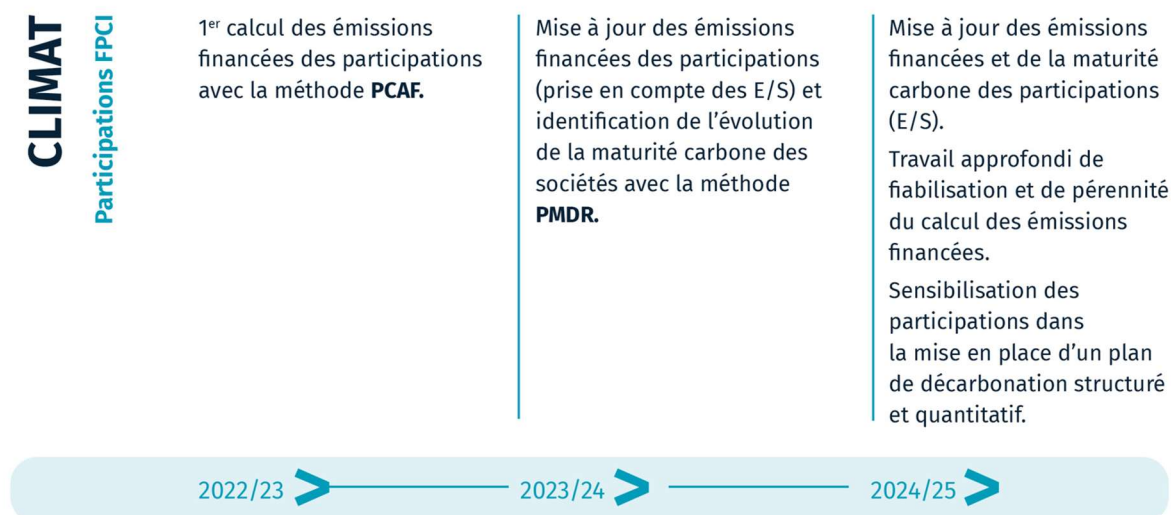 CLIMAT
Participations FPCI
1er calcul des émissions
financées des participations
avec la méthode PCAF.
Mise à jour des émissions
financées des participations
(prise en compte des E/S) et
identification de l'évolution
de la maturité carbone des
sociétés avec la méthode
PMDR.
Mise à jour des émissions
financées et de la maturité
carbone des participations
(E/S).
Travail approfondi de
fiabilisation et de pérennité
du calcul des émissions
financées.
Sensibilisation des
participations dans
la mise en place d'un plan
de décarbonation structuré
et quantitatif.
2022/23
2023/24
2024/25